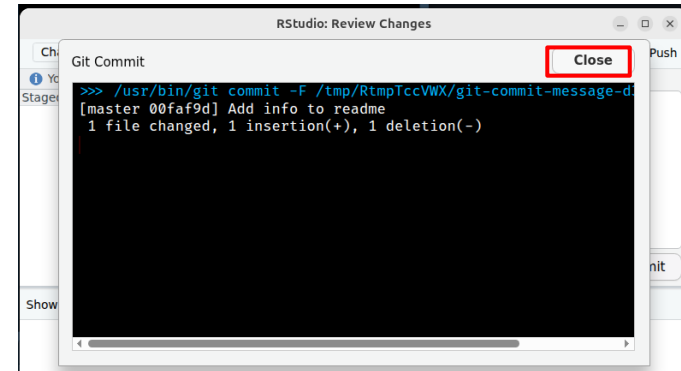 RStudio: Review Changes
Push
Git Commit
Close
>>> /usr/bin/git commit -F /tmp/RtmpTccVWX/git-commit-message-d
[master 00faf9d] Add info to readme
1 file changed, 1 insertion(+), 1 deletion(-)
Show